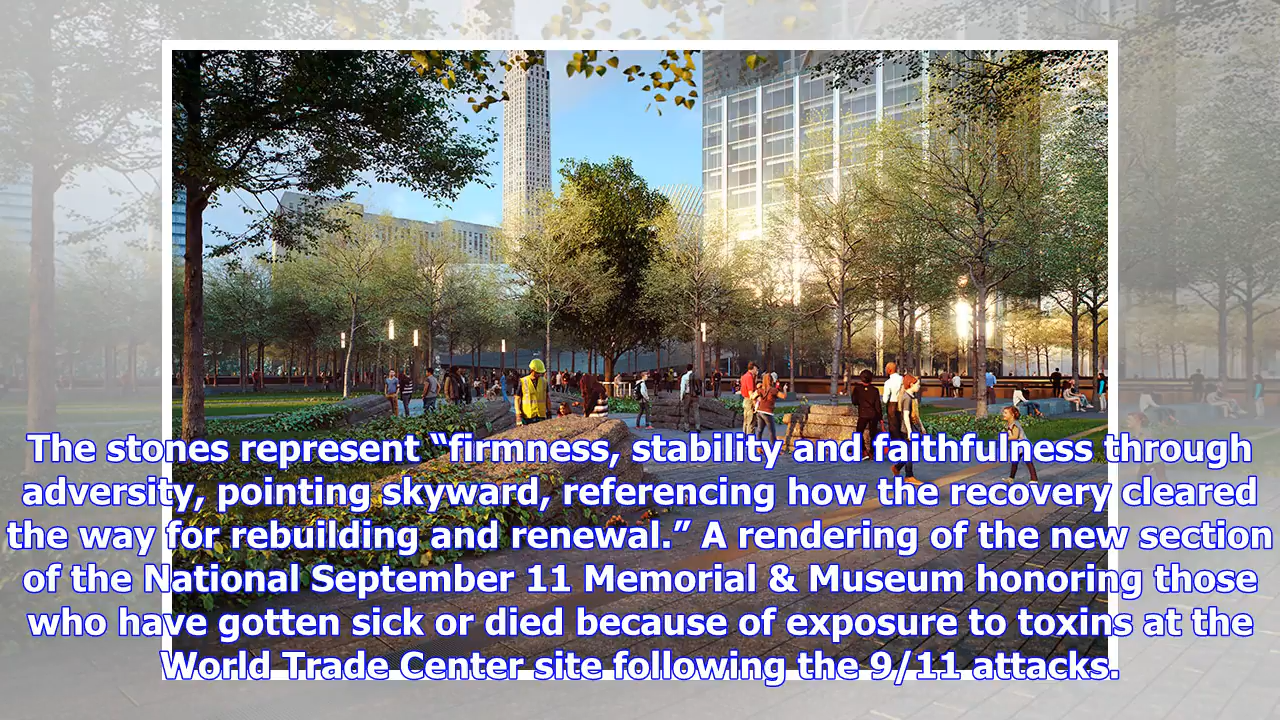 The stones represent “firmness, stability and faithfulness through
adversity, pointing skyward, referencing how the recovery cleared
the way for rebuilding and renewal.” A rendering of the new section
of the National September 11 Memorial & Museum honoring those
who have gotten sick or died because of exposure to toxins at the
World Trade Center site following the 9/11 attacks.